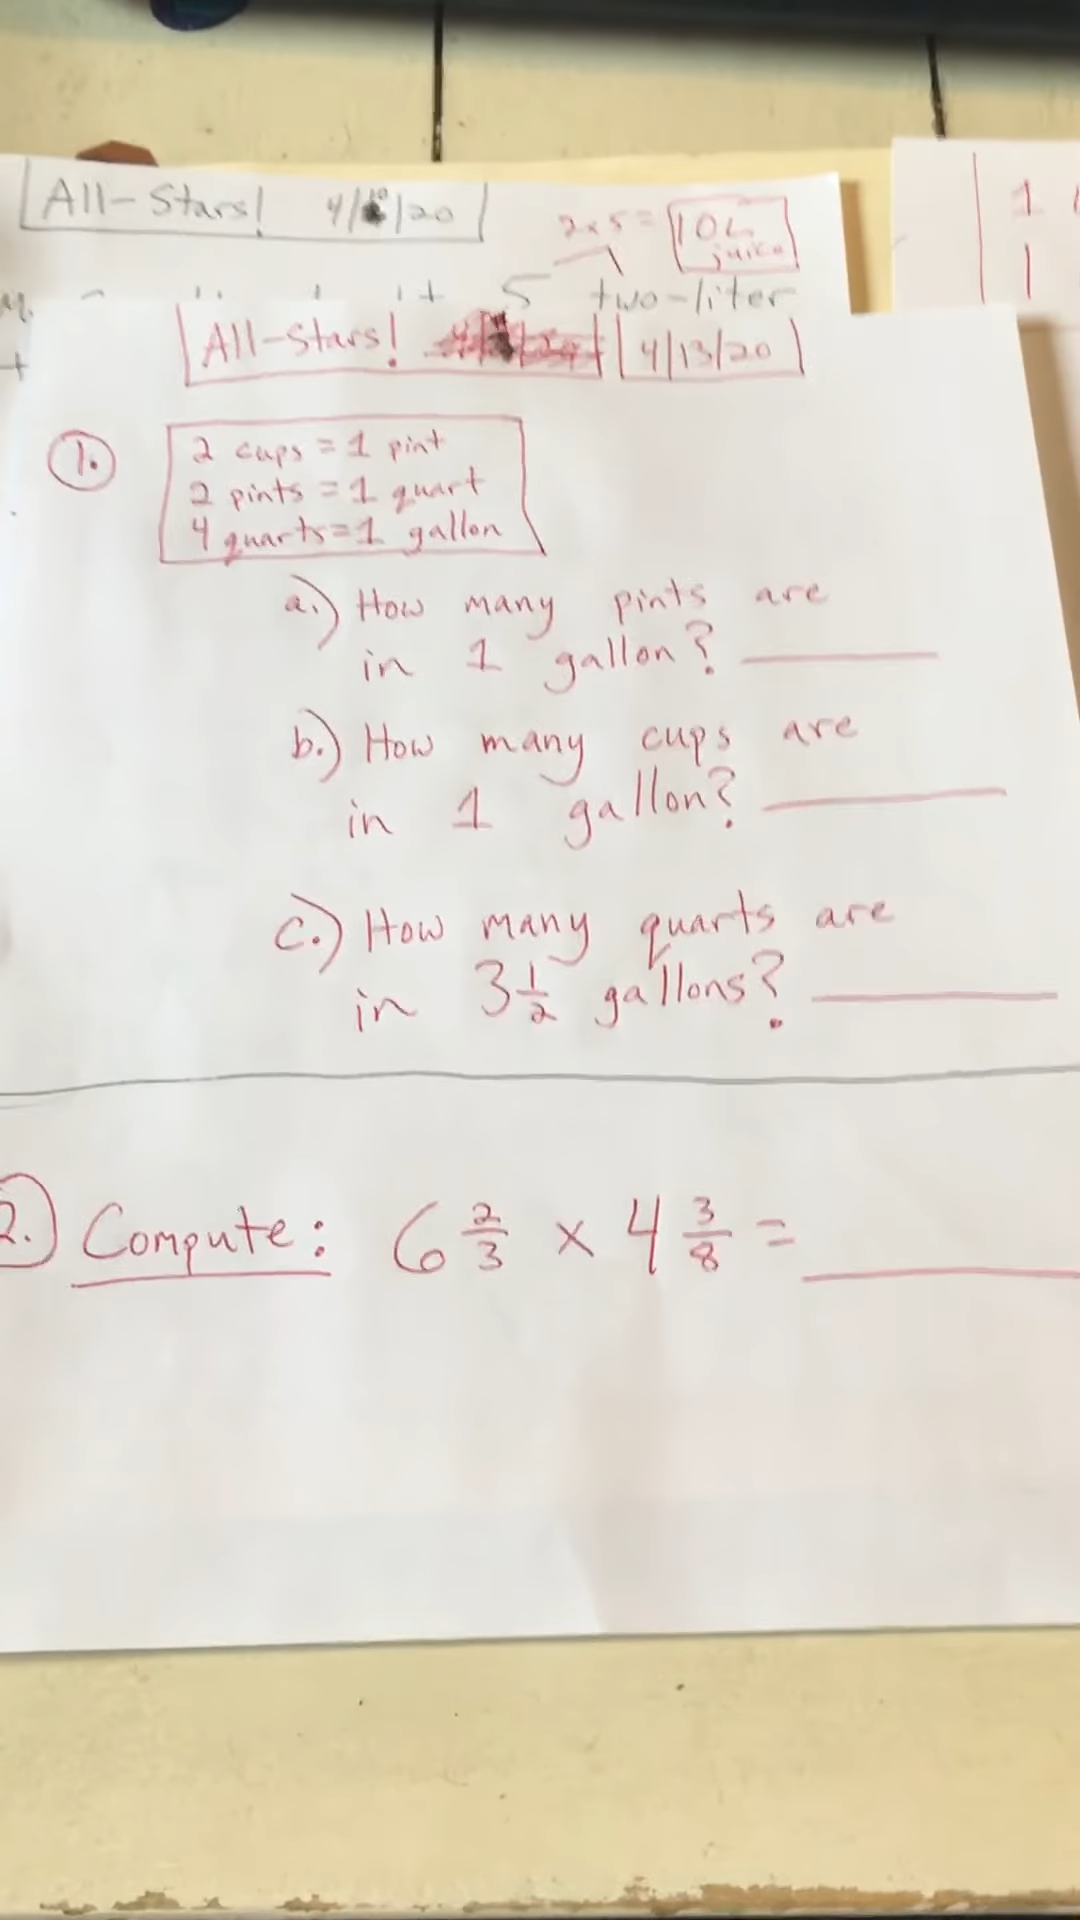 All-Stars! 4/ /20
2x5= 10L
juice
5 two-liter
All-Stars! 4/13/20
1.
2 cups = 1 pint
2 pints = 1 quart
4 quarts = 1 gallon
a.) How many pints are
in 1 gallon?
b.) How many cups are
in 1 gallon?
c.) How many quarts are
in 3 1/2 gallons?
2. Compute: 6 2/3 x 4 3/8 =
1
1